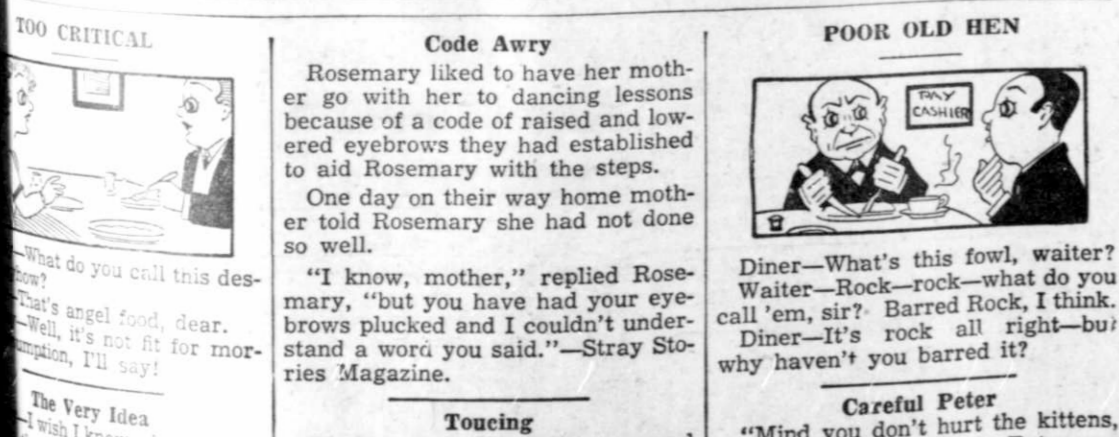 TOO CRITICAL
—What do you call this des-
how?
—That's angel food, dear.
—Well, it's not fit for mor-
umption, I'll say!
The Very Idea
—I wish I
Code Awry
Rosemary liked to have her moth-
er go with her to dancing lessons
because of a code of raised and low-
ered eyebrows they had established
to aid Rosemary with the steps.
One day on their way home moth-
er told Rosemary she had not done
so well.
"I know, mother," replied Rose-
mary, "but you have had your eye-
brows plucked and I couldn't under-
stand a word you said."—Stray Sto-
ries Magazine.
Toucing
POOR OLD HEN
PAY
CASHIER
Diner—What's this fowl, waiter?
Waiter—Rock—rock—what do you
call 'em, sir? Barred Rock, I think.
Diner—It's rock all right—but
why haven't you barred it?
Careful Peter
"Mind you don't hurt the kittens,